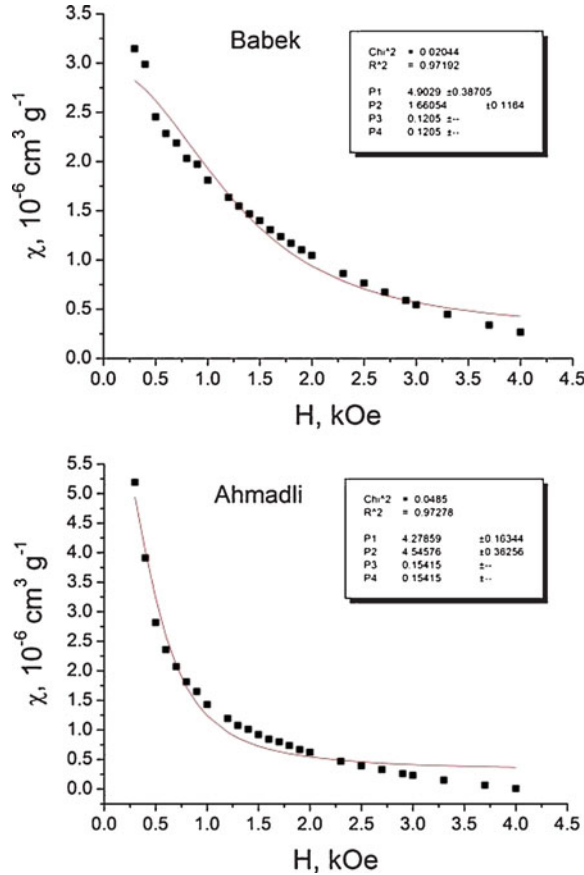 Babek
Chi^2 = 0.02044
R^2 = 0.97192
P1 4.9029 ±0.38705
P2 1.66054 ±0.1164
P3 0.1205 ±--
P4 0.1205 ±--
3.5
3.0
2.5
2.0
1.5
1.0
0.5
0.0
χ, 10⁻⁶ cm³ g⁻¹
0.0 0.5 1.0 1.5 2.0 2.5 3.0 3.5 4.0 4.5
H, kOe
Ahmadli
Chi^2 = 0.0485
R^2 = 0.97278
P1 4.27859 ±0.16344
P2 4.54576 ±0.36256
P3 0.15415 ±--
P4 0.15415 ±--
5.5
5.0
4.5
4.0
3.5
3.0
2.5
2.0
1.5
1.0
0.5
0.0
χ, 10⁻⁶ cm³ g⁻¹
0.0 0.5 1.0 1.5 2.0 2.5 3.0 3.5 4.0 4.5
H, kOe